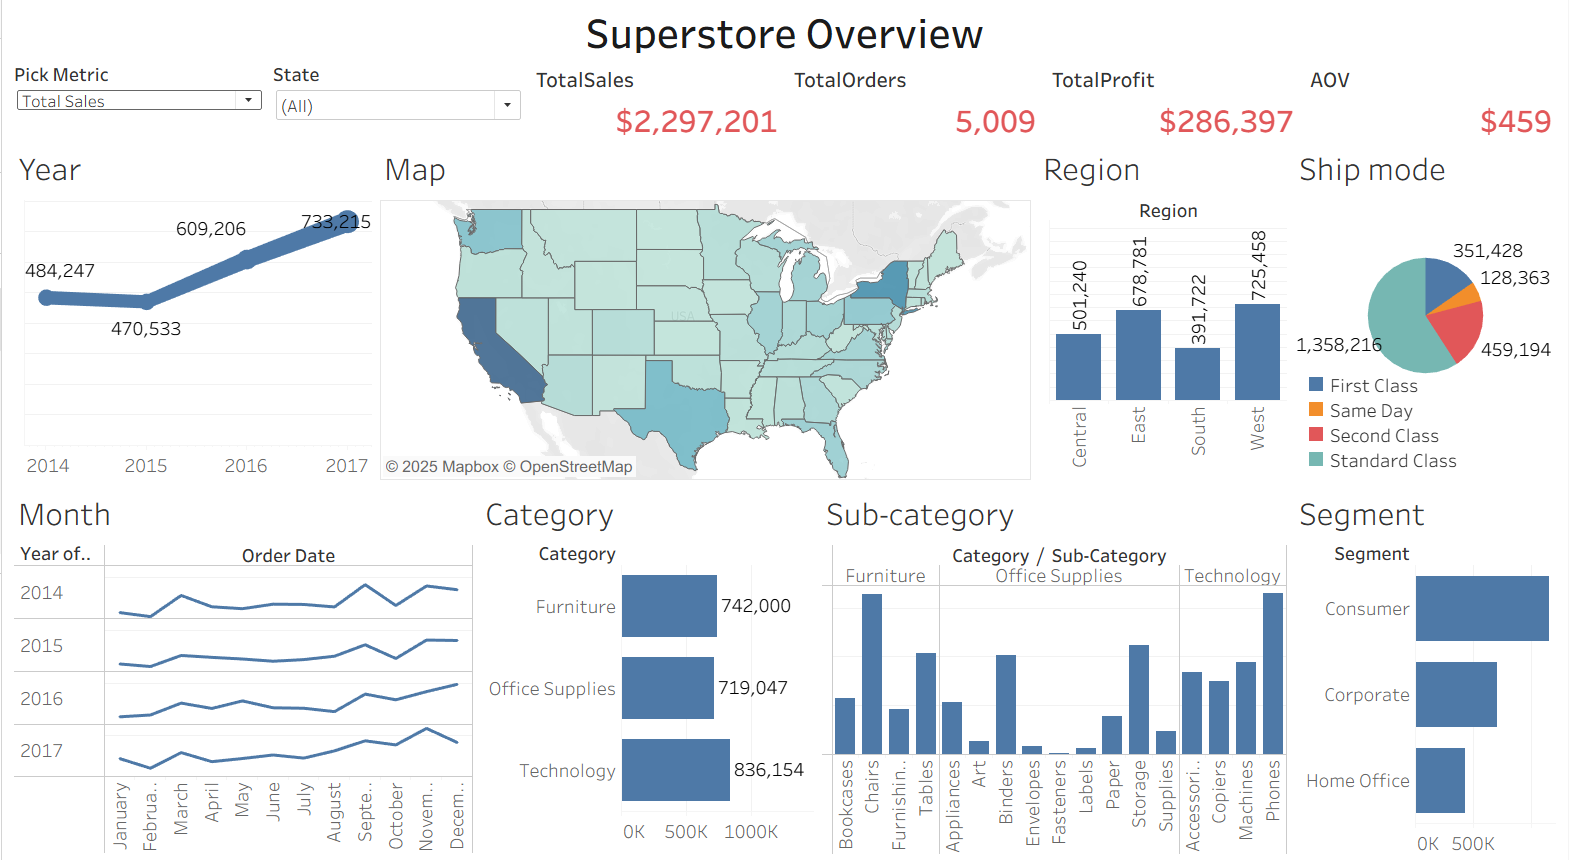 Superstore Overview
Pick Metric
Total Sales
State
(All)
TotalSales
$2,297,201
TotalOrders
5,009
TotalProfit
$286,397
AOV
$459
Year
484,247
470,533
609,206
733,215
2014
2015
2016
2017
Map
USA
© 2025 Mapbox © OpenStreetMap
Region
Region
501,240
678,781
391,722
725,458
Central
East
South
West
Ship mode
351,428
128,363
459,194
1,358,216
First Class
Same Day
Second Class
Standard Class
Month
Year of..
Order Date
2014
2015
2016
2017
January
Februa..
March
April
May
June
July
August
Septe..
October
Novem..
Decem..
Category
Category
Furniture
742,000
Office Supplies
719,047
Technology
836,154
0K
500K
1000K
Sub-category
Category / Sub-Category
Furniture
Office Supplies
Technology
Bookcases
Chairs
Furnishin..
Tables
Appliances
Art
Binders
Envelopes
Fasteners
Labels
Paper
Storage
Supplies
Accessori..
Copiers
Machines
Phones
Segment
Segment
Consumer
Corporate
Home Office
0K
500K